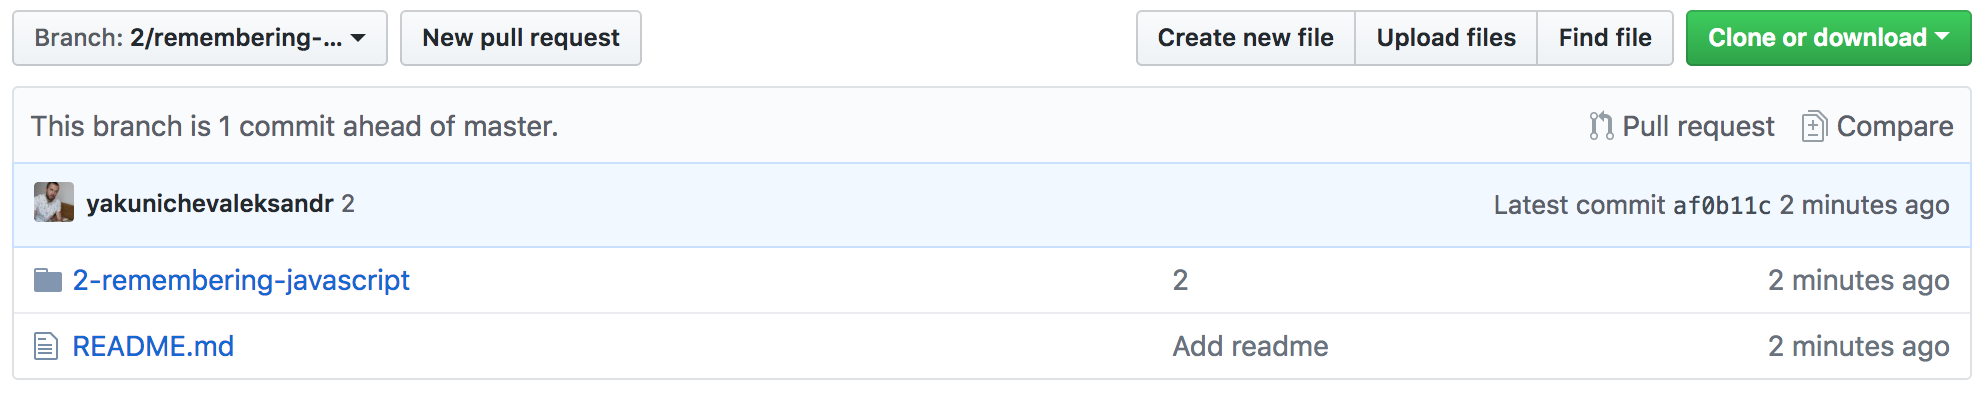 Branch: 2/remembering-... New pull request Create new file Upload files Find file Clone or download
This branch is 1 commit ahead of master. Pull request Compare
yakunichevaleksandr 2 Latest commit af0b11c 2 minutes ago
2-remembering-javascript 2 2 minutes ago
README.md Add readme 2 minutes ago